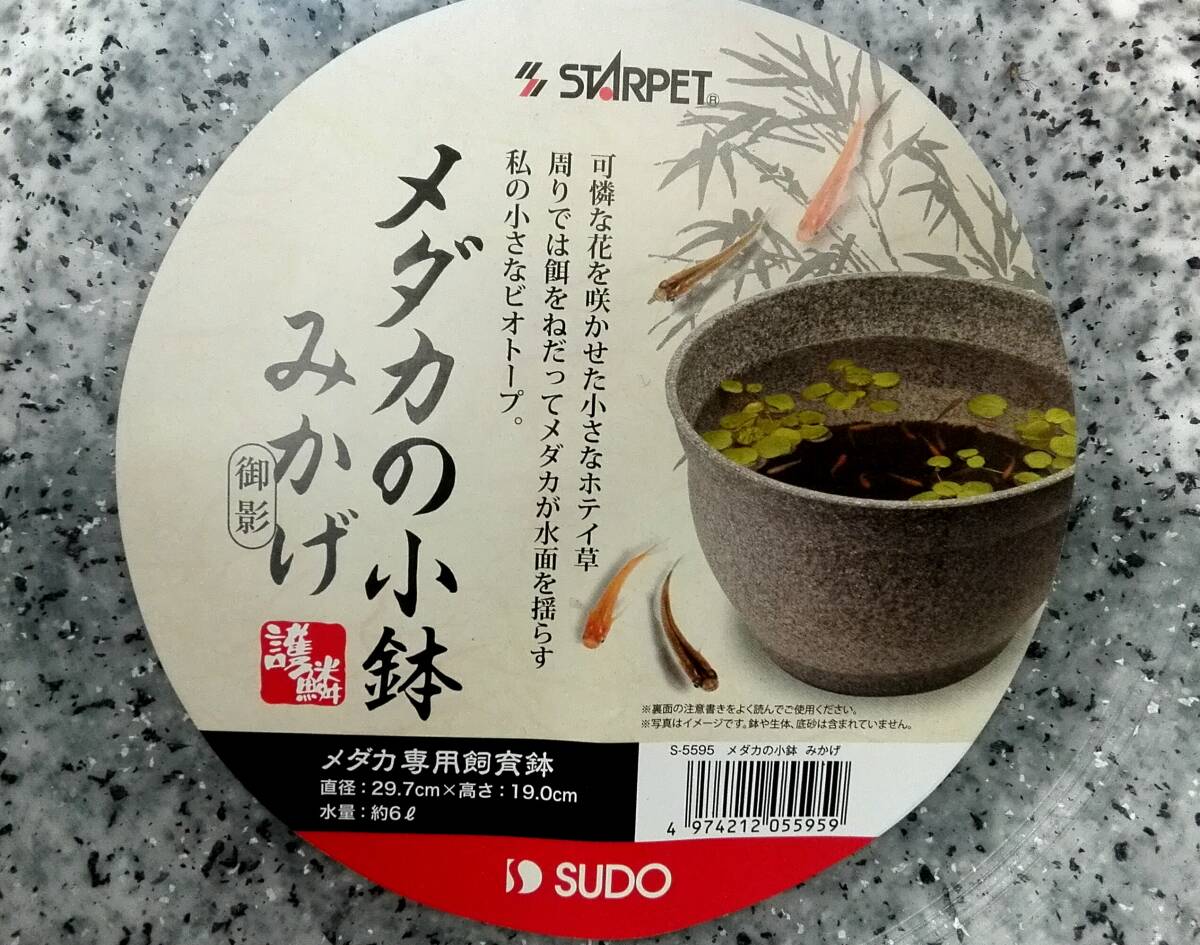 STARPET®
可憐な花を咲かせた小さなホテイ草
周りでは餌をねだってメダカが水面を揺らす
私の小さなビオトープ。
メダカの小鉢
みかげ
御影
護鱗
※裏面の注意書きをよく読んでご使用ください。
※写真はイメージです。鉢や生体、底砂は含まれていません。
メダカ専用飼育鉢
直径：29.7cm×高さ：19.0cm
水量：約6ℓ
S-5595 メダカの小鉢 みかげ
4 974212 055959
SUDO